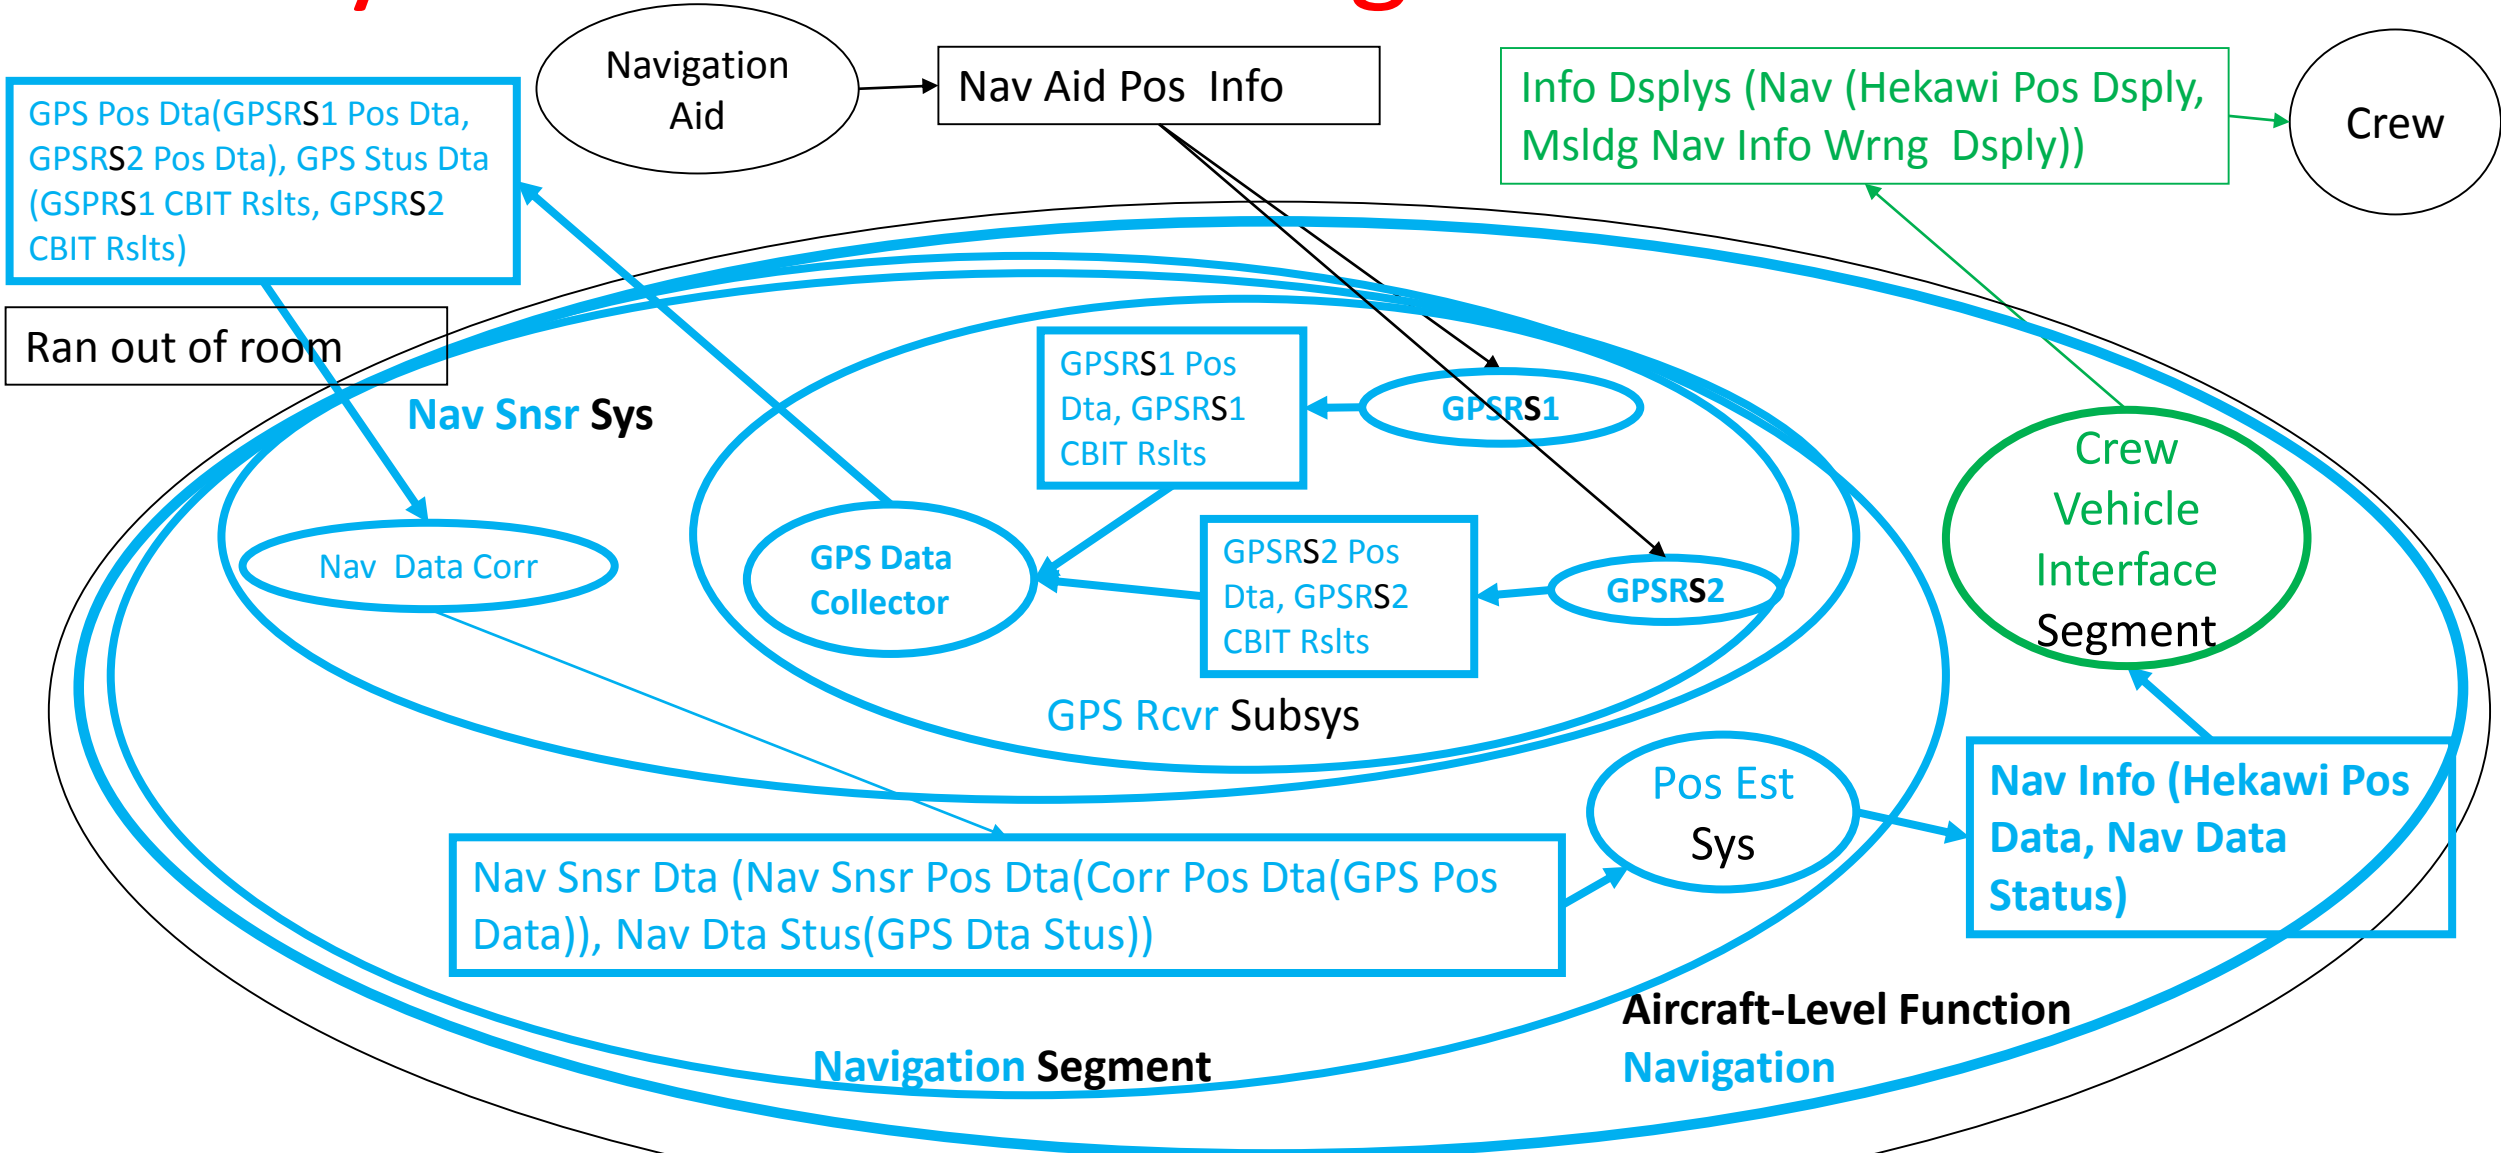 Navigation
Aid
Nav Aid Pos Info
Info Dsplys (Nav (Hekawi Pos Dsply,
Msldg Nav Info Wrng Dsply))
Crew
GPS Pos Dta(GPSRS1 Pos Dta,
GPSRS2 Pos Dta), GPS Stus Dta
(GSPRS1 CBIT Rslts, GPSRS2
CBIT Rslts)
Ran out of room
Nav Snsr Sys
GPSRS1 Pos
Dta, GPSRS1
CBIT Rslts
GPSRS1
Crew
Vehicle
Interface
Segment
Nav Data Corr
GPS Data
Collector
GPSRS2 Pos
Dta, GPSRS2
CBIT Rslts
GPSRS2
GPS Rcvr Subsys
Pos Est
Sys
Nav Info (Hekawi Pos
Data, Nav Data
Status)
Nav Snsr Dta (Nav Snsr Pos Dta(Corr Pos Dta(GPS Pos
Data)), Nav Dta Stus(GPS Dta Stus))
Aircraft-Level Function
Navigation
Navigation Segment